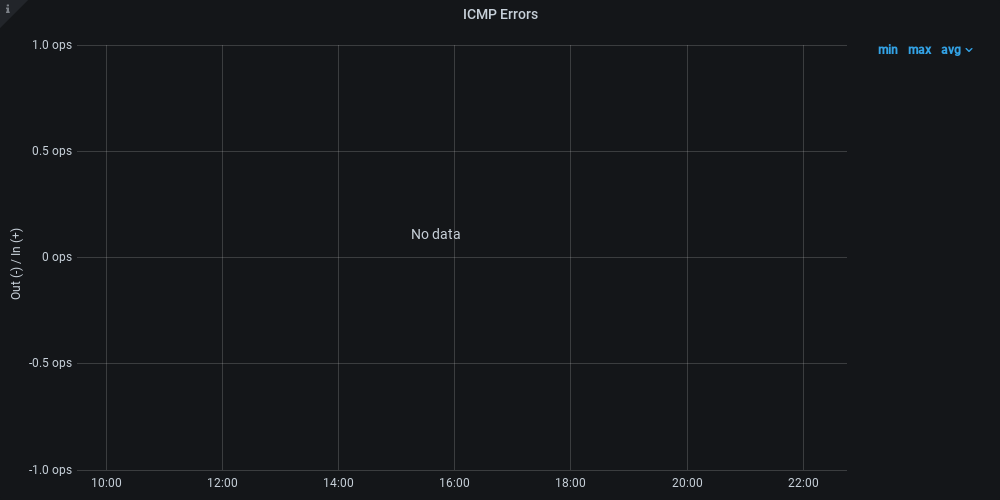 i
ICMP Errors
min max avg
1.0 ops
0.5 ops
0 ops
-0.5 ops
-1.0 ops
Out (-) / In (+)
No data
10:00 12:00 14:00 16:00 18:00 20:00 22:00